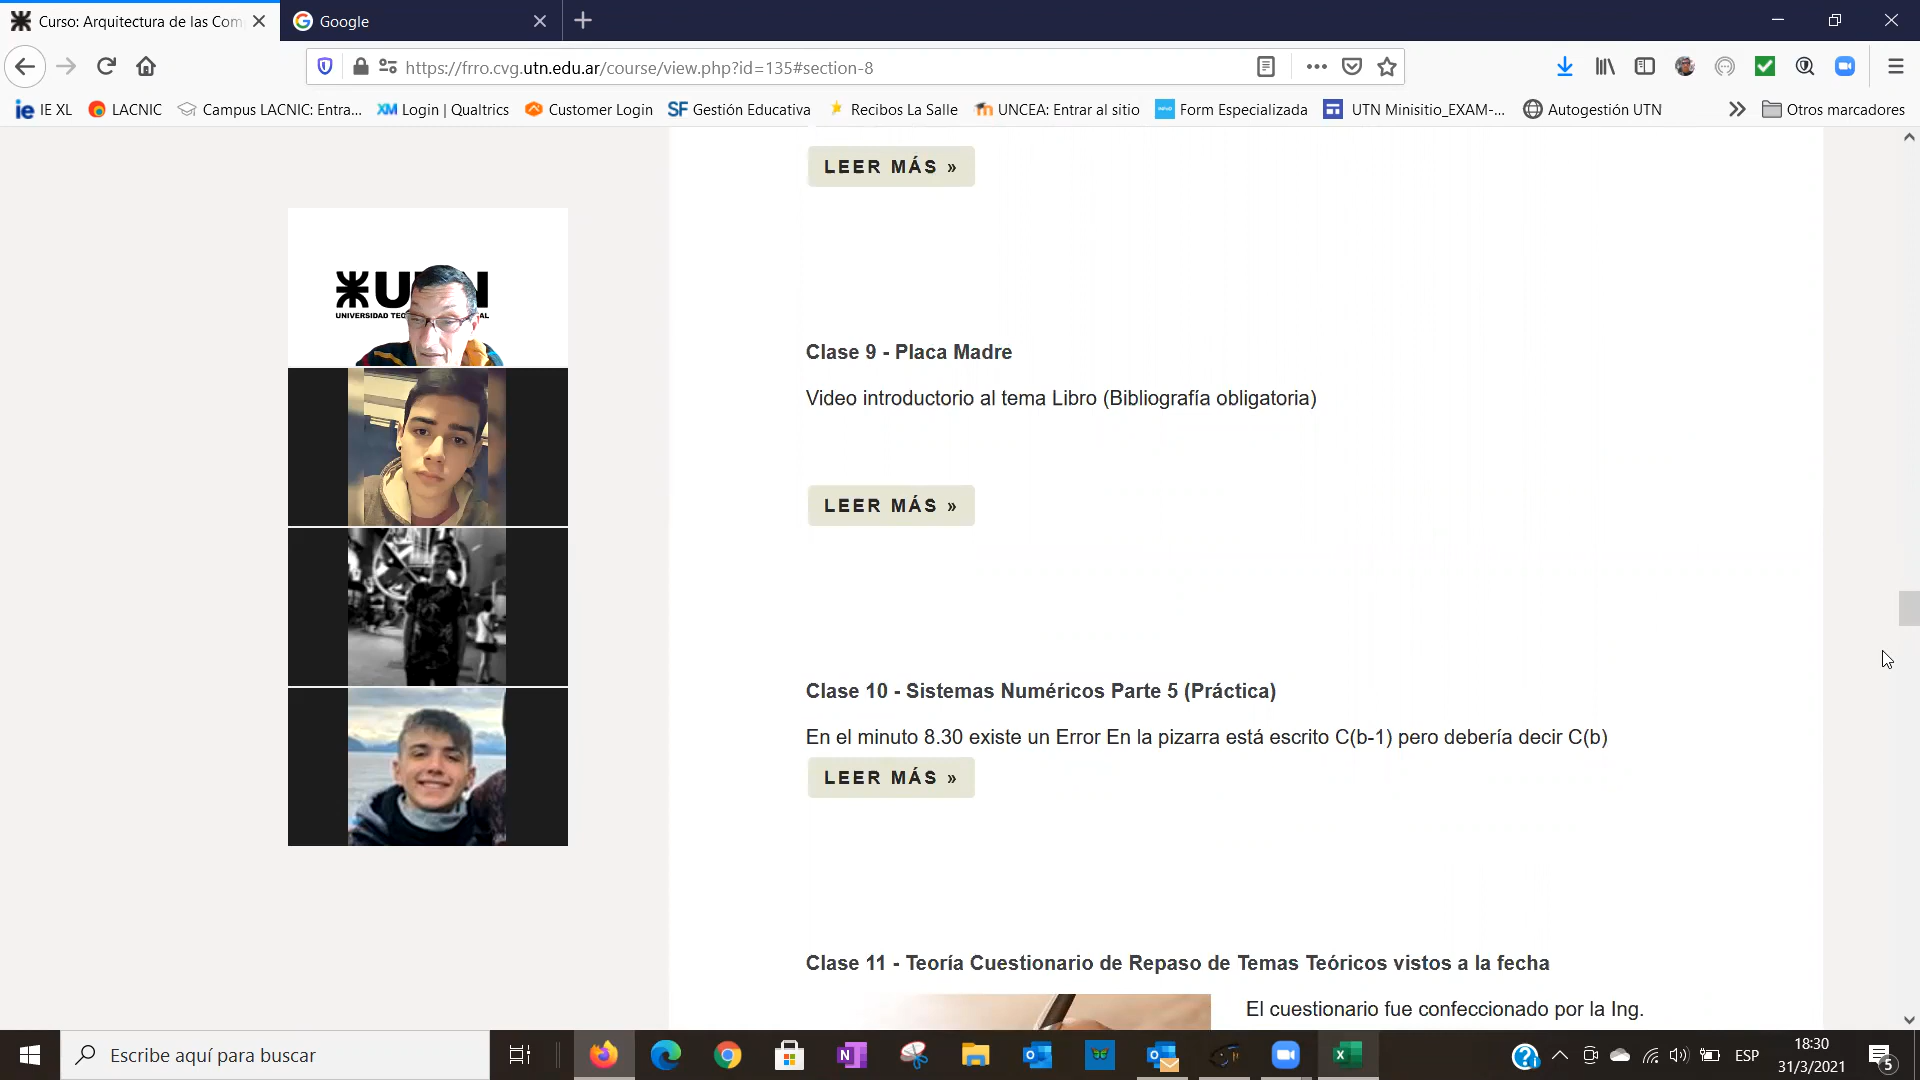 Curso: Arquitectura de las Com
Google
https://frro.cvg.utn.edu.ar/course/view.php?id=135#section-8
IE XL
LACNIC
Campus LACNIC: Entra...
XM Login | Qualtrics
Customer Login
SF Gestión Educativa
Recibos La Salle
UNCEA: Entrar al sitio
Form Especializada
UTN Minisitio_EXAM-...
Autogestión UTN
Otros marcadores
LEER MÁS »
UNIVERSIDAD
Clase 9 - Placa Madre
Video introductorio al tema Libro (Bibliografía obligatoria)
LEER MÁS »
Clase 10 - Sistemas Numéricos Parte 5 (Práctica)
En el minuto 8.30 existe un Error En la pizarra está escrito C(b-1) pero debería decir C(b)
LEER MÁS »
Clase 11 - Teoría Cuestionario de Repaso de Temas Teóricos vistos a la fecha
El cuestionario fue confeccionado por la Ing.
Escribe aquí para buscar
ESP
18:30
31/3/2021
5